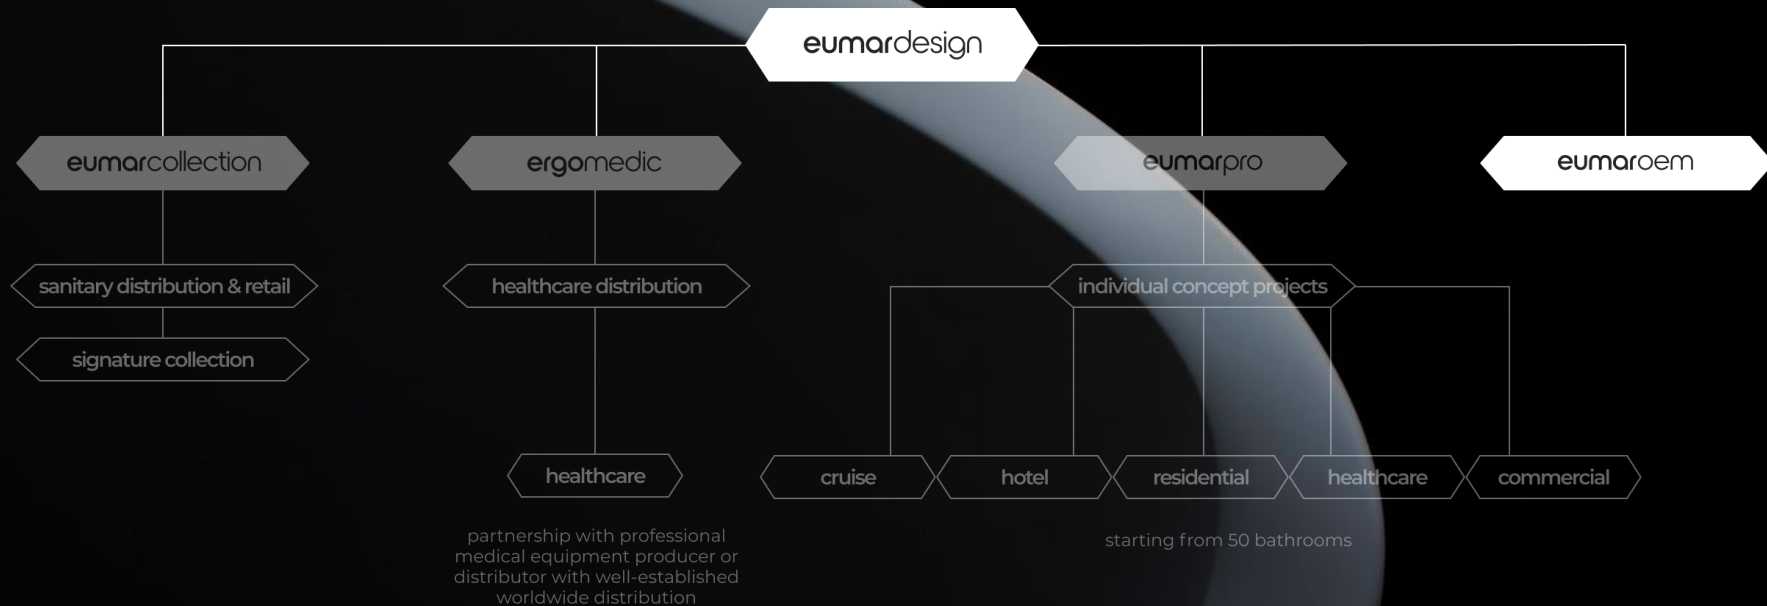 eumardesign
eumarcollection
ergomedic
eumarpro
eumaroem
sanitary distribution & retail
healthcare distribution
individual concept projects
signature collection
healthcare
cruise
hotel
residential
healthcare
commercial
partnership with professional
medical equipment producer or
distributor with well-established
worldwide distribution
starting from 50 bathrooms